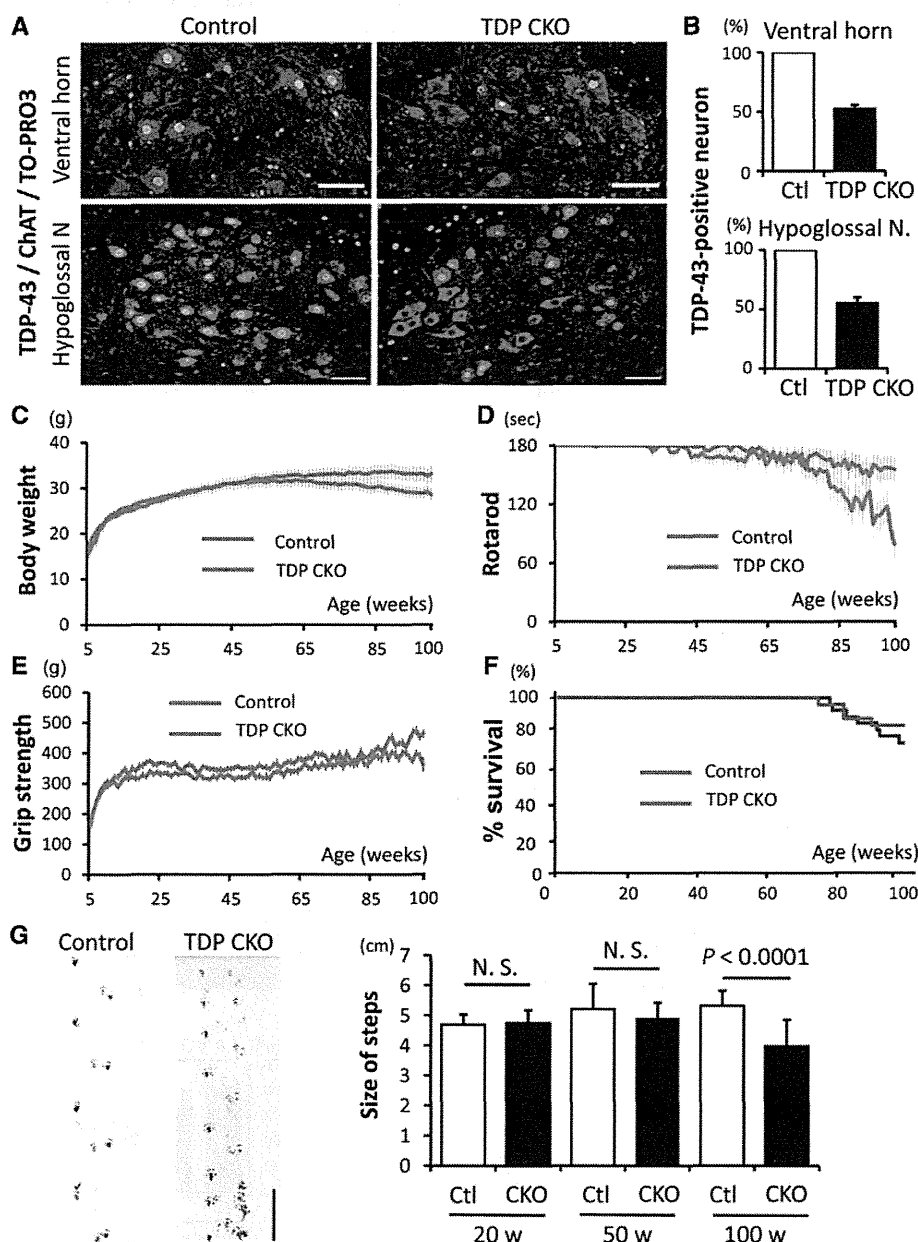 A Control TDP CKO
TDP-43 / ChAT / TO-PRO3
Ventral horn
Hypoglossal N
B (%) Ventral horn
TDP-43-positive neuron
100
50
0
Ctl TDP CKO
(%) Hypoglossal N.
100
50
0
Ctl TDP CKO
C (g)
Body weight
40
30
20
10
0
Control
TDP CKO
Age (weeks)
5 25 45 65 85 100
D (sec)
Rotarod
180
120
60
0
Control
TDP CKO
Age (weeks)
5 25 45 65 85 100
E (g)
Grip strength
600
500
400
300
200
100
0
Control
TDP CKO
Age (weeks)
5 25 45 65 85 100
F (%)
% survival
100
80
60
40
20
0
Control
TDP CKO
Age (weeks)
0 20 40 60 80 100
G Control TDP CKO
(cm)
Size of steps
7
6
5
4
3
2
1
0
N. S. N. S. P < 0.0001
Ctl CKO Ctl CKO Ctl CKO
20 w 50 w 100 w